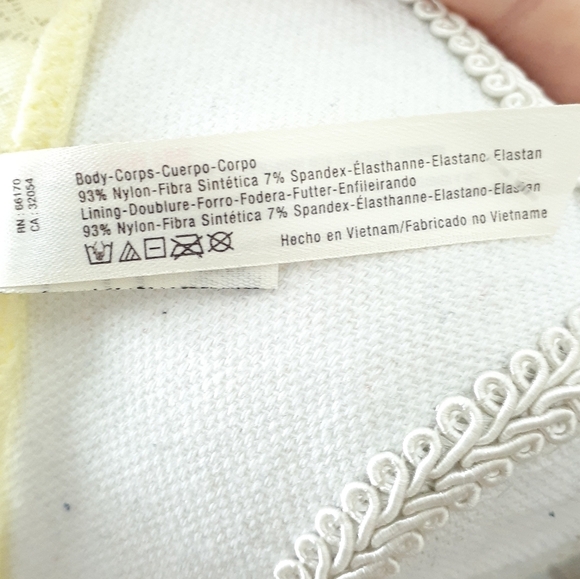 RN: 66170
CA: 32054
Body-Corps-Cuerpo-Corpo
93% Nylon-Fibra Sintética 7% Spandex-Élasthanne-Elastano-Elastan
Lining-Doublure-Forro-Fodera-Futter-Enfileirando
93% Nylon-Fibra Sintética 7% Spandex-Élasthanne-Elastano-Elastan
Hecho en Vietnam/Fabricado no Vietname